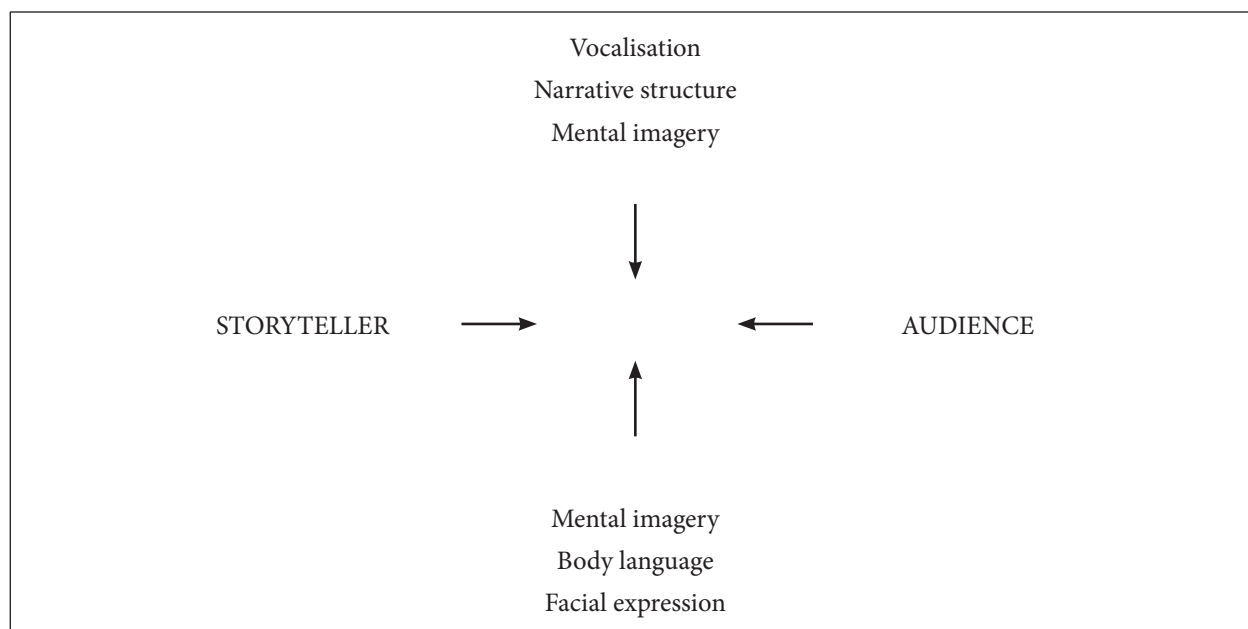 Vocalisation
Narrative structure
Mental imagery
STORYTELLER
AUDIENCE
Mental imagery
Body language
Facial expression